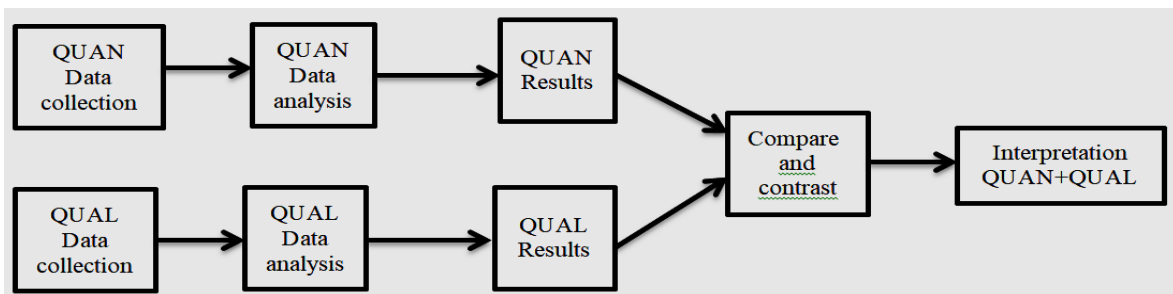 QUAN
Data
collection
QUAN
Data
analysis
QUAN
Results
QUAL
Data
collection
QUAL
Data
analysis
QUAL
Results
Compare
and
contrast
Interpretation
QUAN+QUAL